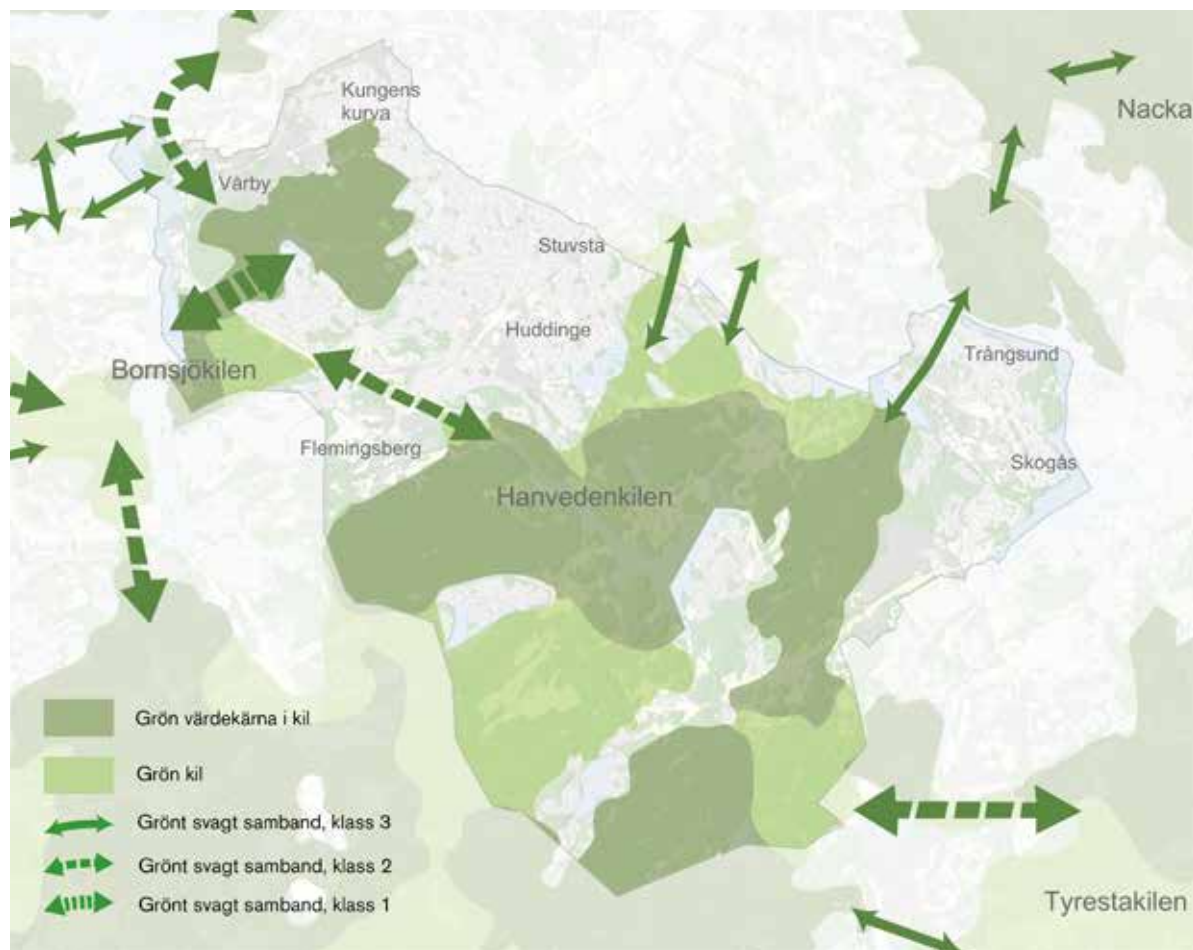 Kungens
kurva
Nacka
Vårby
Stuvsta
Huddinge
Trångsund
Bornsjökilen
Flemingsberg
Skogås
Hanvedenkilen
Grön värdekärna i kil
Grön kil
Grönt svagt samband, klass 3
Grönt svagt samband, klass 2
Grönt svagt samband, klass 1
Tyrestakilen